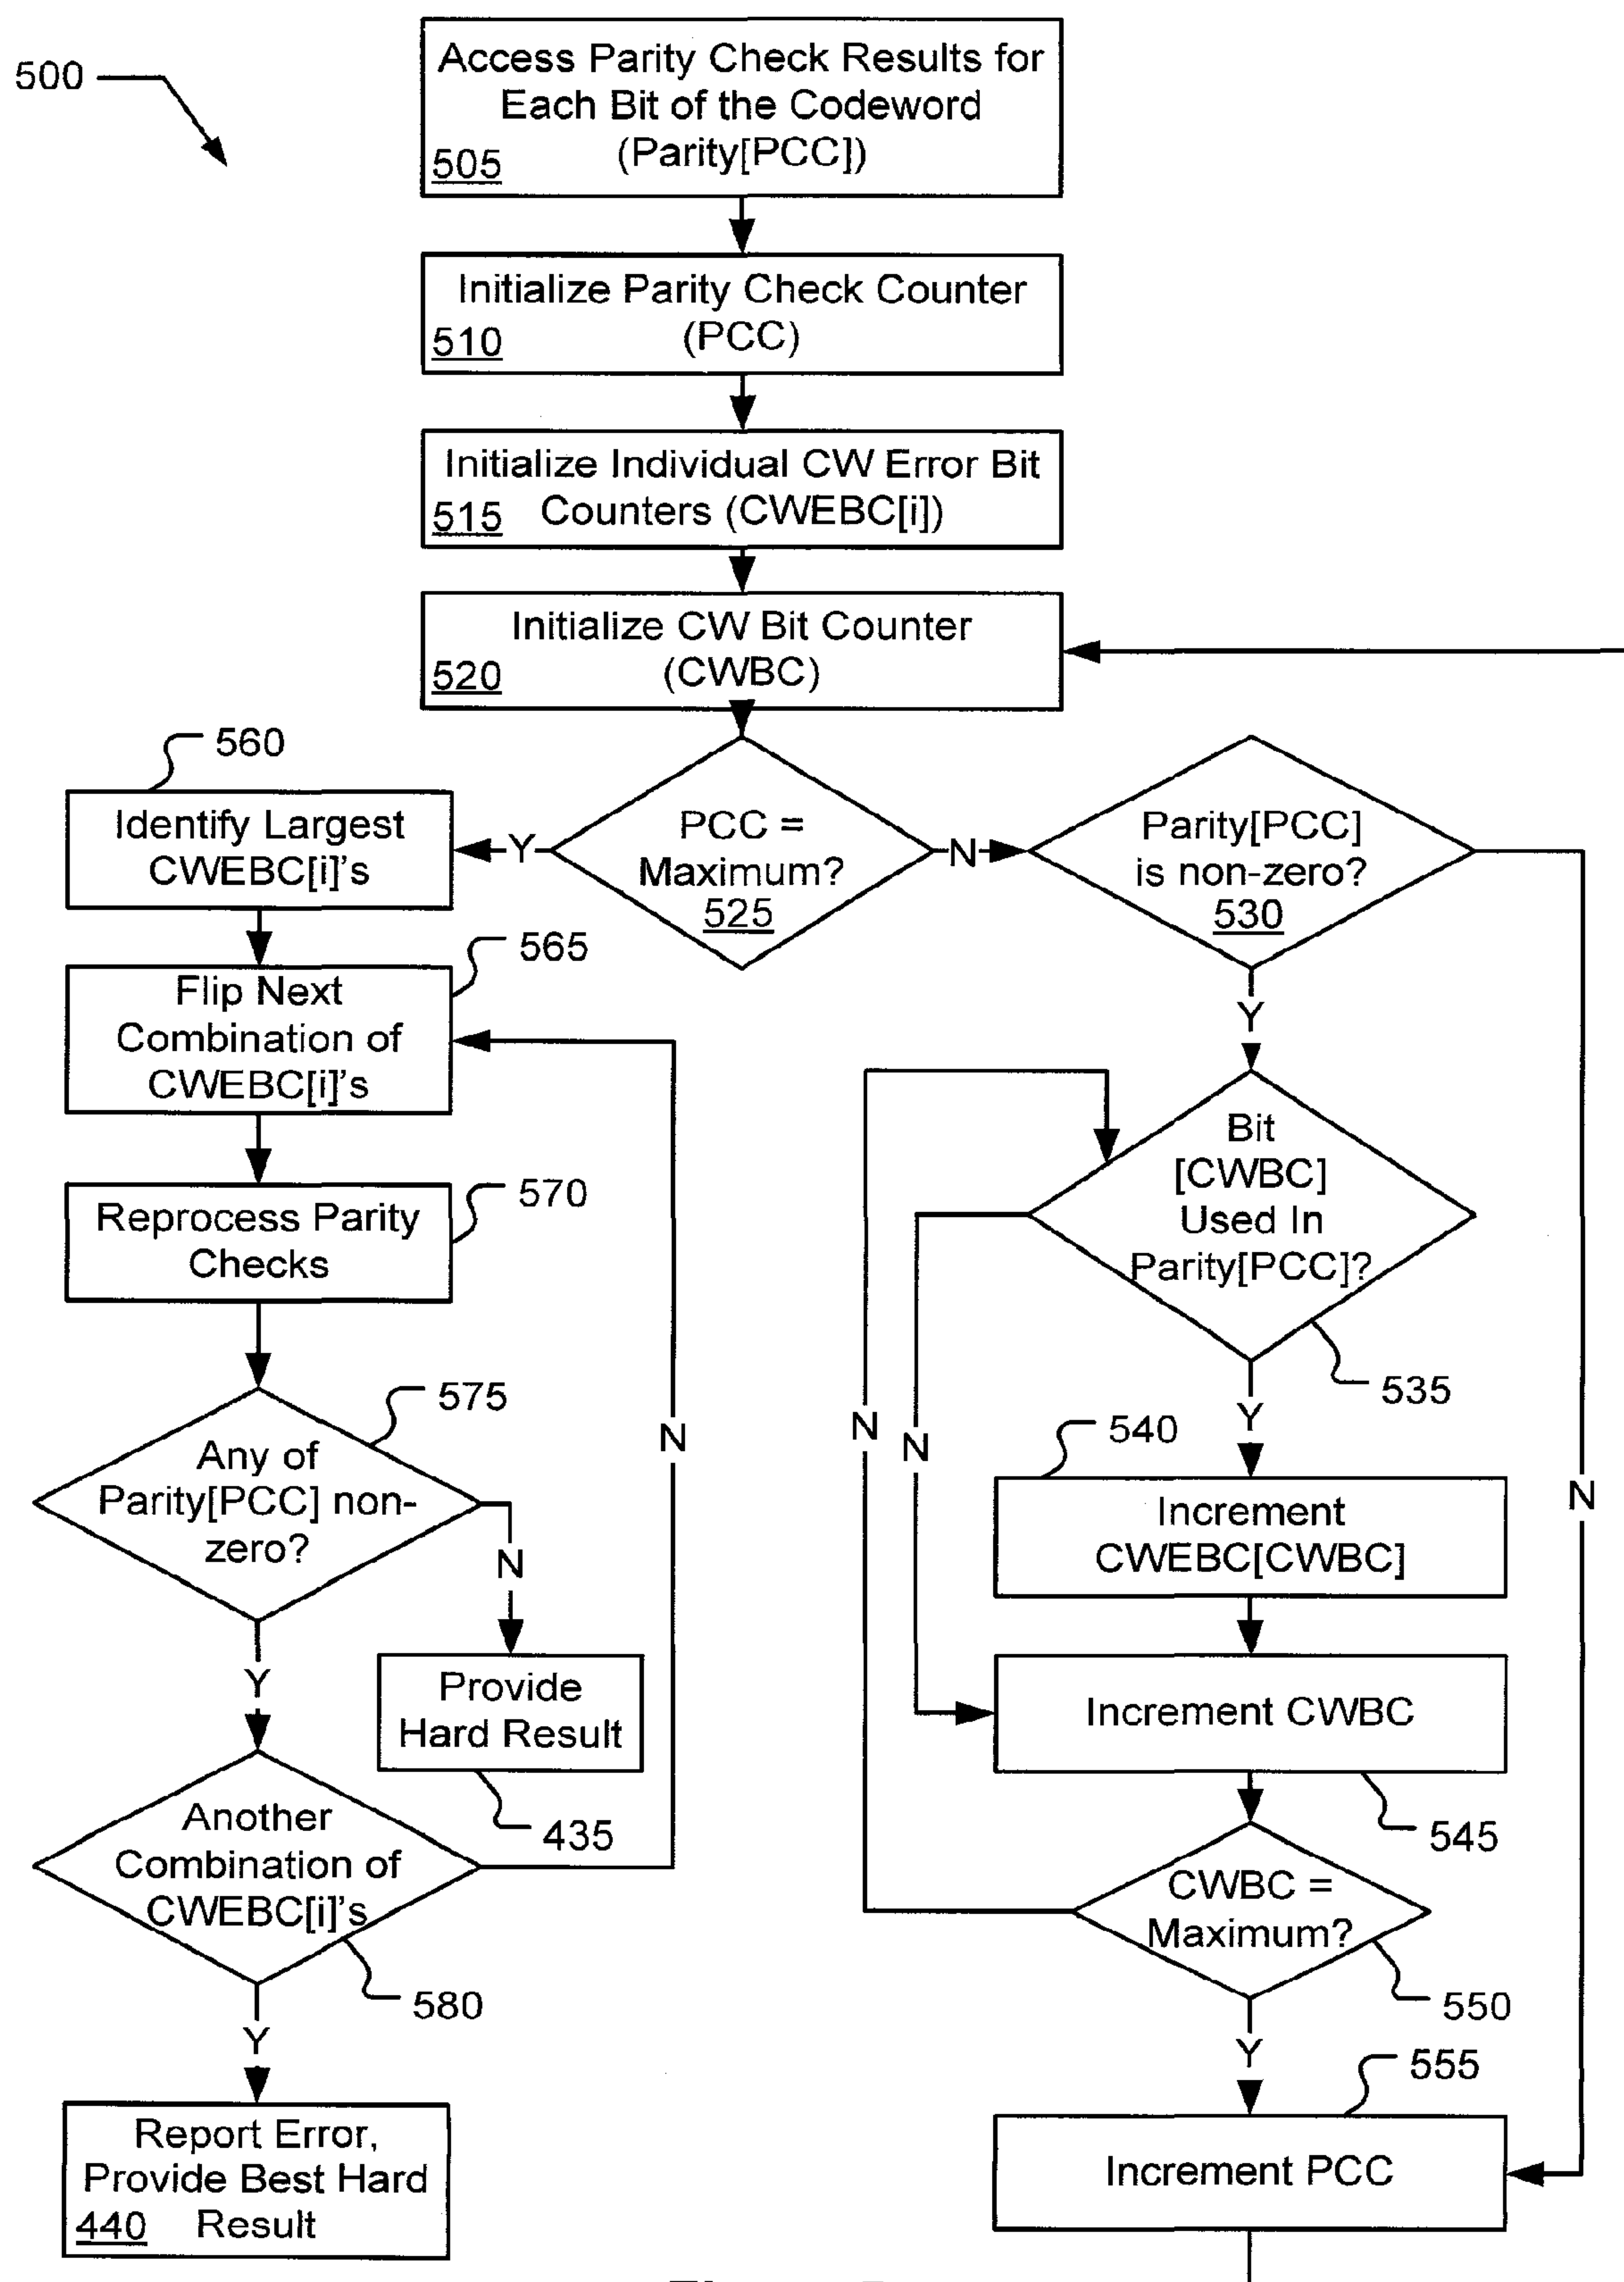 500
Access Parity Check Results for
Each Bit of the Codeword
(Parity[PCC])
505
Initialize Parity Check Counter
(PCC)
510
Initialize Individual CW Error Bit
Counters (CWEBC[i])
515
Initialize CW Bit Counter
(CWBC)
520
PCC =
Maximum?
525
Y
N
Parity[PCC]
is non-zero?
530
Y
N
560
Identify Largest
CWEBC[i]'s
565
Flip Next
Combination of
CWEBC[i]'s
570
Reprocess Parity
Checks
575
Any of
Parity[PCC] non-
zero?
N
Y
Provide
Hard Result
435
Another
Combination of
CWEBC[i]'s
580
N
Y
Report Error,
Provide Best Hard
Result
440
Bit
[CWBC]
Used In
Parity[PCC]?
535
N
Y
540
Increment
CWEBC[CWBC]
Increment CWBC
545
CWBC =
Maximum?
550
N
Y
555
Increment PCC